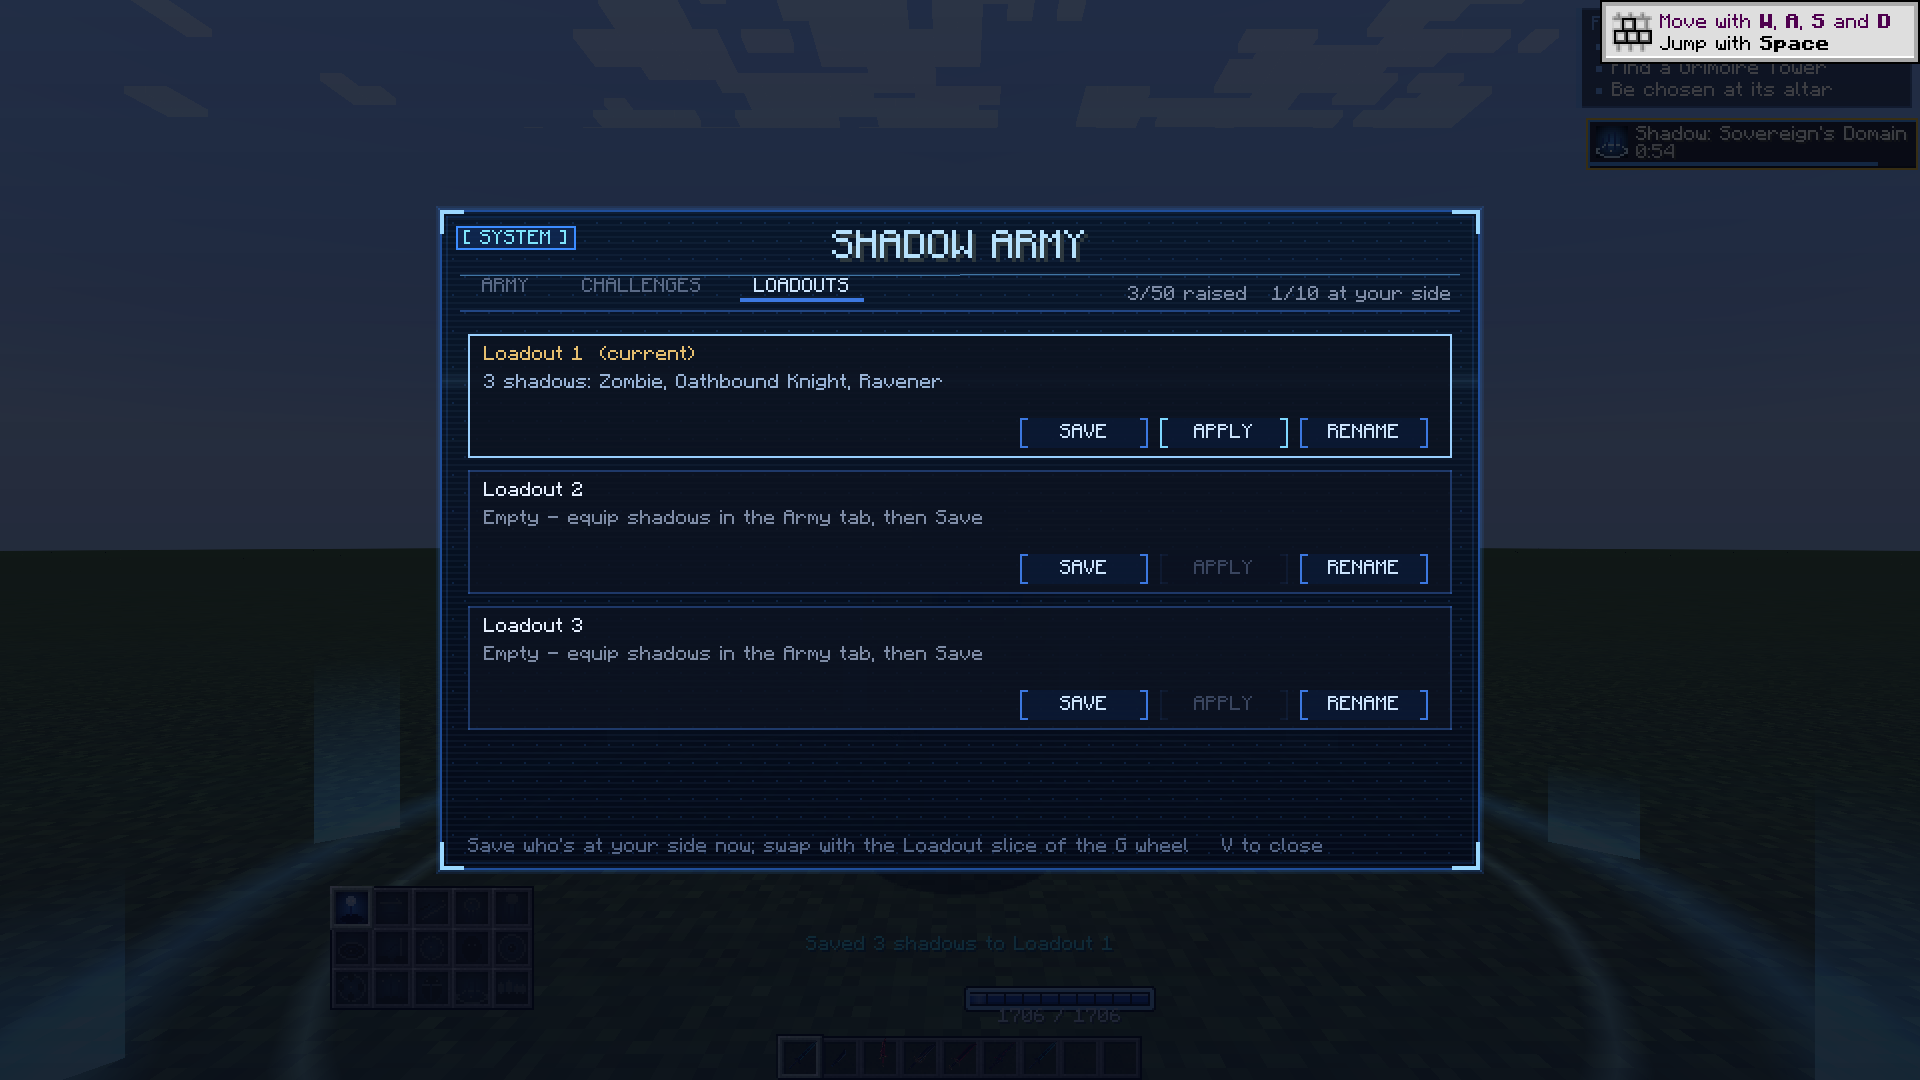 Move with W, A, S and D
Jump with Space
Find a Grimoire Tower
Be chosen at its altar
Shadow: Sovereign's Domain
0:54
[ SYSTEM ]
SHADOW ARMY
ARMY CHALLENGES LOADOUTS
3/50 raised 1/10 at your side
Loadout 1 (current)
3 shadows: Zombie, Oathbound Knight, Ravener
[ SAVE ] [ APPLY ] [ RENAME ]
Loadout 2
Empty - equip shadows in the Army tab, then Save
[ SAVE ] [ APPLY ] [ RENAME ]
Loadout 3
Empty - equip shadows in the Army tab, then Save
[ SAVE ] [ APPLY ] [ RENAME ]
Save who's at your side now; swap with the Loadout slice of the G wheel V to close
Saved 3 shadows to Loadout 1
1706 / 1706